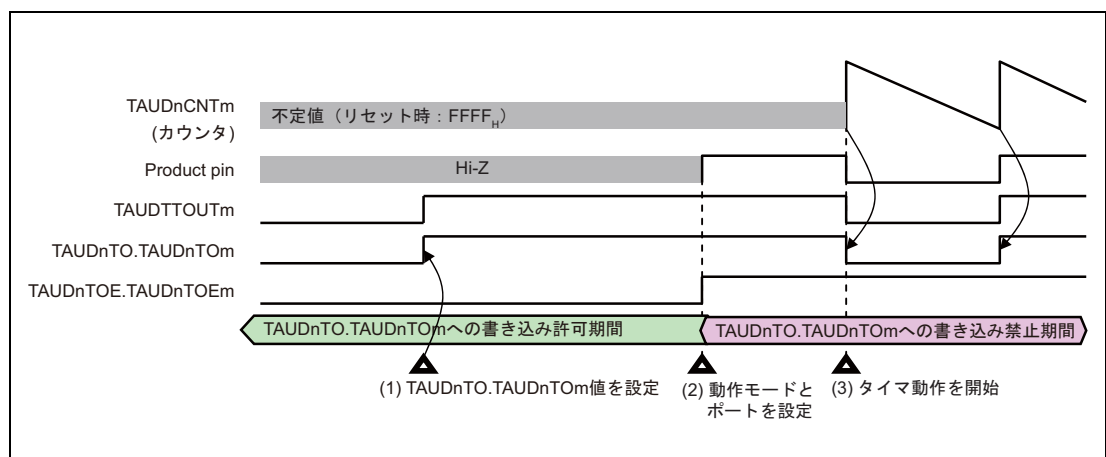 TAUDnCNTm
(カウンタ)
不定値（リセット時：FFFFH）
Product pin
Hi-Z
TAUDTTOUTm
TAUDnTO.TAUDnTOm
TAUDnTOE.TAUDnTOEm
TAUDnTO.TAUDnTOmへの書き込み許可期間
TAUDnTO.TAUDnTOmへの書き込み禁止期間
(1) TAUDnTO.TAUDnTOm値を設定
(2) 動作モードと
ポートを設定
(3) タイマ動作を開始